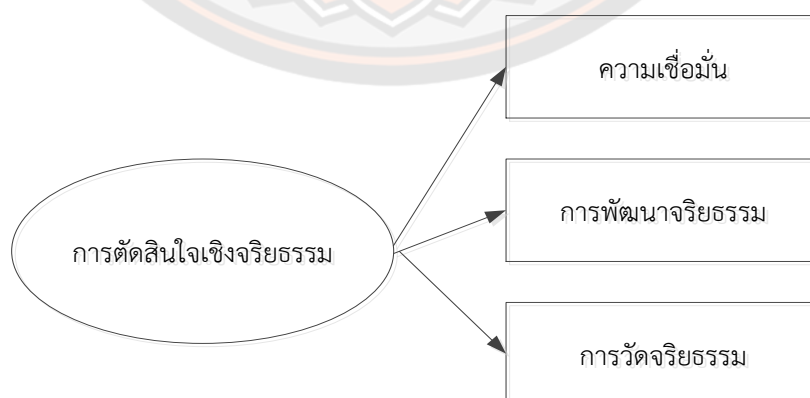 ความเชื่อมั่น
การพัฒนาจริยธรรม
การตัดสินใจเชิงจริยธรรม
การวัดจริยธรรม